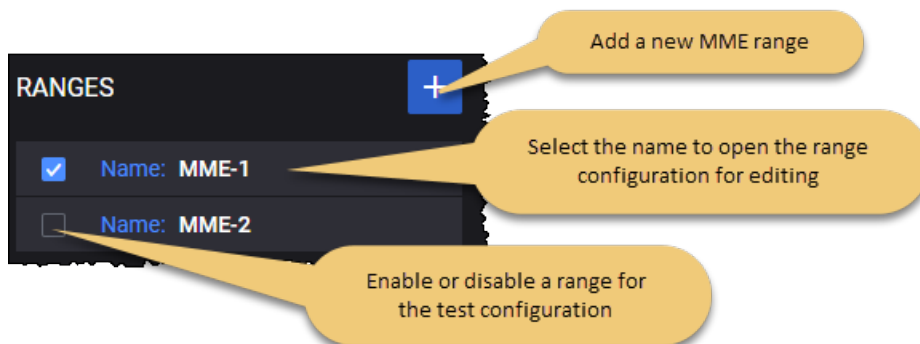 Add a new MME range
RANGES
+
Select the name to open the range
configuration for editing
Name: MME-1
Name: MME-2
Enable or disable a range for
the test configuration